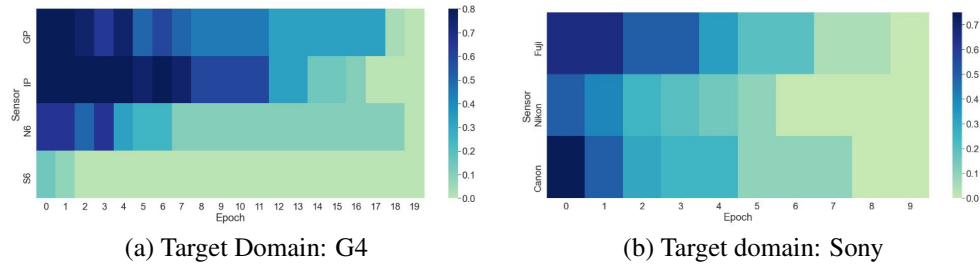 GP
IP
N6
S6
Sensor
0 1 2 3 4 5 6 7 8 9 10 11 12 13 14 15 16 17 18 19
Epoch
0.8
0.7
0.6
0.5
0.4
0.3
0.2
0.1
0.0
(a) Target Domain: G4
Fuji
Nikon
Canon
Sensor
0 1 2 3 4 5 6 7 8 9
Epoch
0.7
0.6
0.5
0.4
0.3
0.2
0.1
0.0
(b) Target domain: Sony